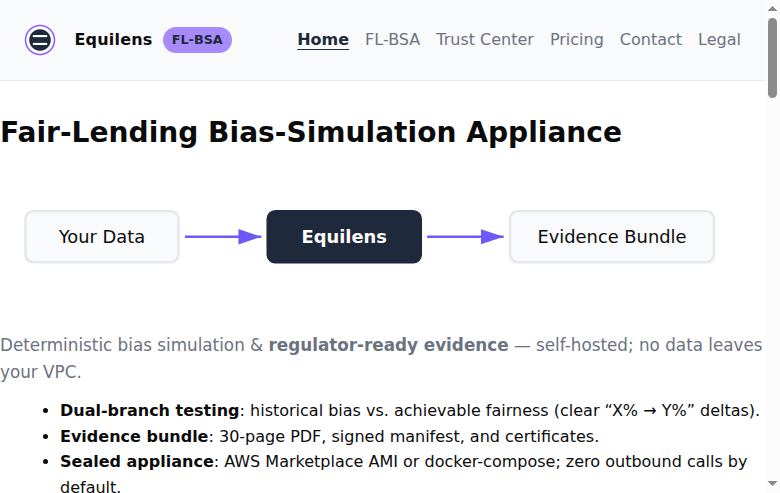 Equilens FL-BSA Home FL-BSA Trust Center Pricing Contact Legal
Fair-Lending Bias-Simulation Appliance
Your Data Equilens Evidence Bundle
Deterministic bias simulation & regulator-ready evidence — self-hosted; no data leaves
your VPC.
• Dual-branch testing: historical bias vs. achievable fairness (clear “X% → Y%” deltas).
• Evidence bundle: 30-page PDF, signed manifest, and certificates.
• Sealed appliance: AWS Marketplace AMI or docker-compose; zero outbound calls by
default.